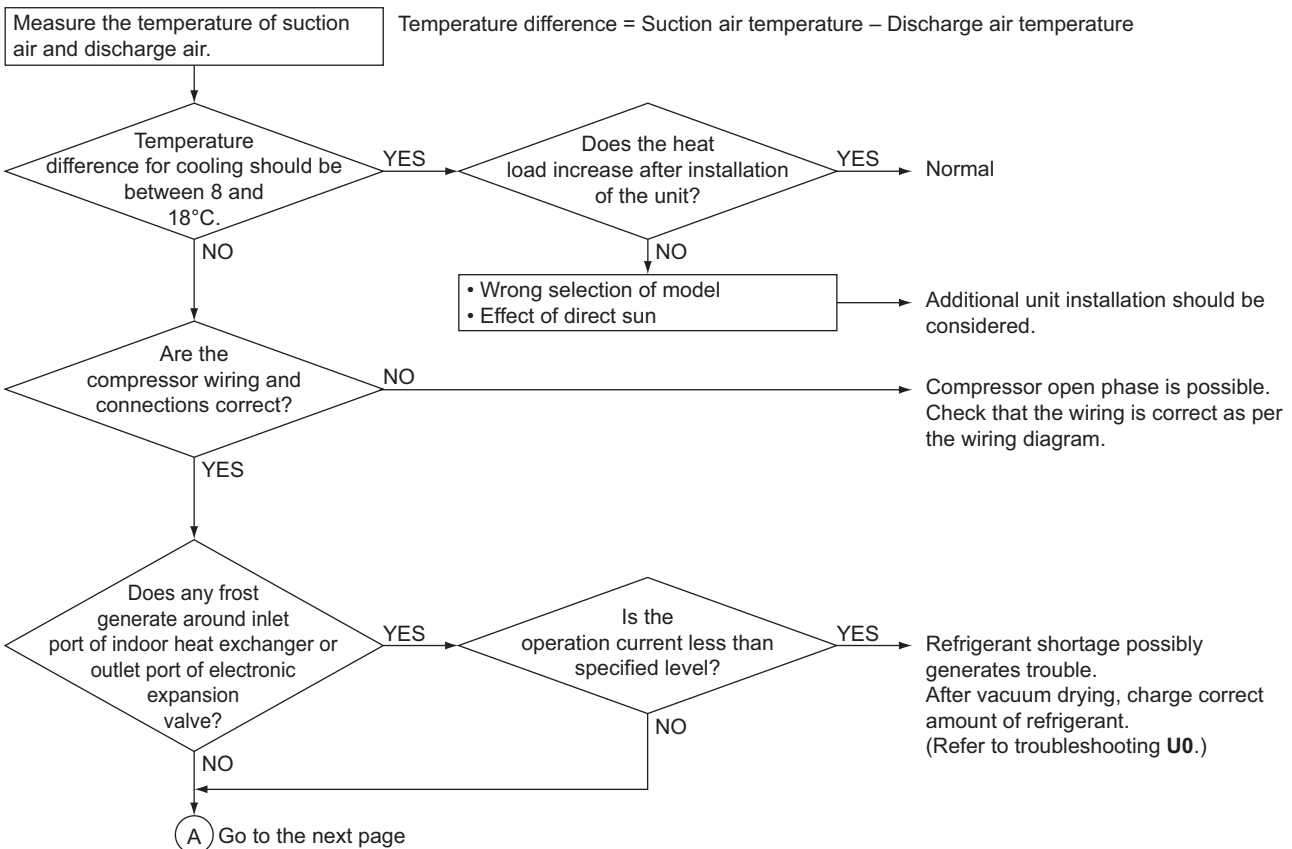 Measure the temperature of suction
air and discharge air.
Temperature difference = Suction air temperature – Discharge air temperature
Temperature
difference for cooling should be
between 8 and
18°C.
YES
Does the heat
load increase after installation
of the unit?
YES
Normal
NO
NO
• Wrong selection of model
• Effect of direct sun
Additional unit installation should be
considered.
Are the
compressor wiring and
connections correct?
NO
Compressor open phase is possible.
Check that the wiring is correct as per
the wiring diagram.
YES
Does any frost
generate around inlet
port of indoor heat exchanger or
outlet port of electronic
expansion
valve?
YES
Is the
operation current less than
specified level?
YES
Refrigerant shortage possibly
generates trouble.
After vacuum drying, charge correct
amount of refrigerant.
(Refer to troubleshooting U0.)
NO
NO
A Go to the next page